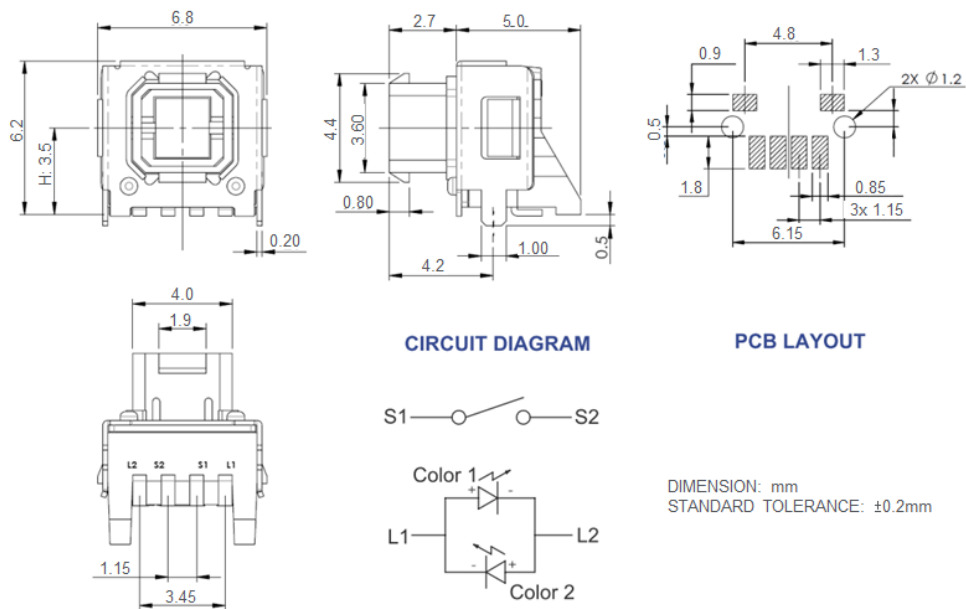 6.8
6.2
H: 3.5
0.20
2.7
5.0
4.4
3.60
0.80
4.2
1.00
0.5
4.8
0.9
1.3
2X Ø1.2
0.5
1.8
0.85
3x 1.15
6.15
4.0
1.9
L2 S2 S1 L1
1.15
3.45
CIRCUIT DIAGRAM
S1 S2
Color 1
+ -
L1 L2
- +
Color 2
PCB LAYOUT
DIMENSION: mm
STANDARD TOLERANCE: ±0.2mm